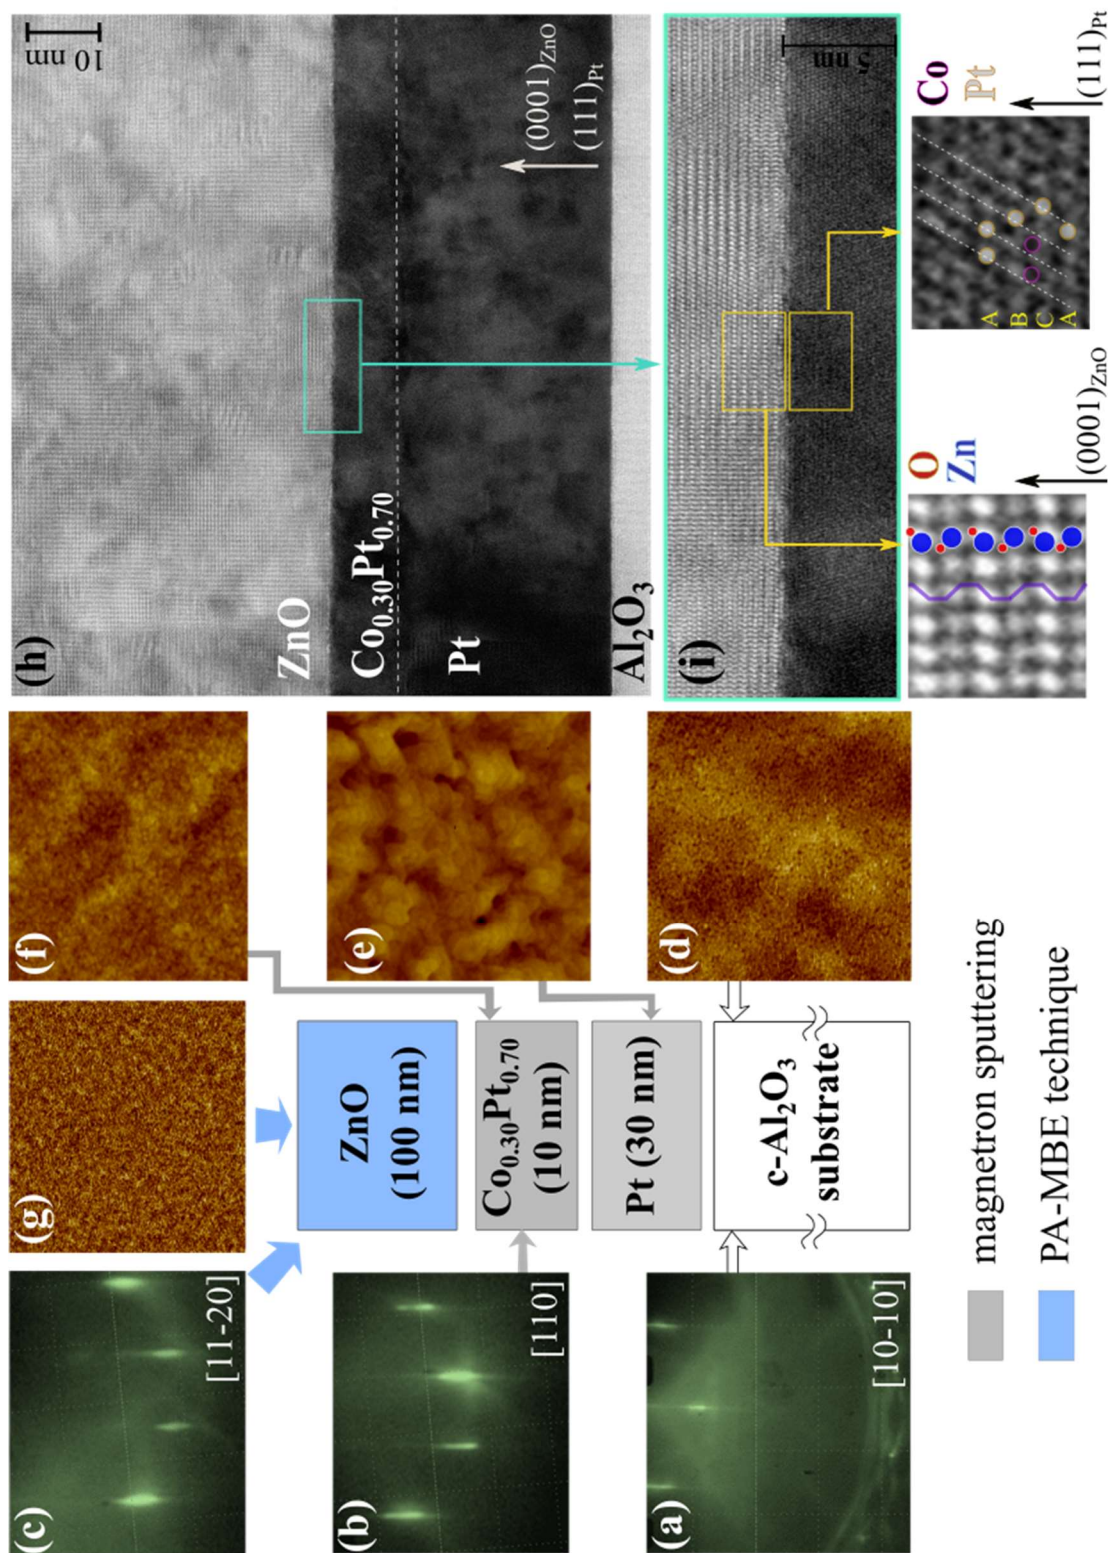 (c)
[11-20]
(g)
(f)
ZnO
(100 nm)
(b)
[110]
Co0.30Pt0.70
(10 nm)
(e)
Pt (30 nm)
(a)
[10-10]
c-Al2O3
substrate
(d)
magnetron sputtering
PA-MBE technique
(h)
10 nm
ZnO
Co0.30Pt0.70
Pt
(0001)ZnO
(111)Pt
Al2O3
(i)
5 nm
O
Zn
(0001)ZnO
A
B
C
A
Co
Pt
(111)Pt